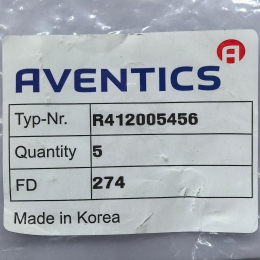 AVENTICS
Typ-Nr. R412005456
Quantity 5
FD 274
Made in Korea